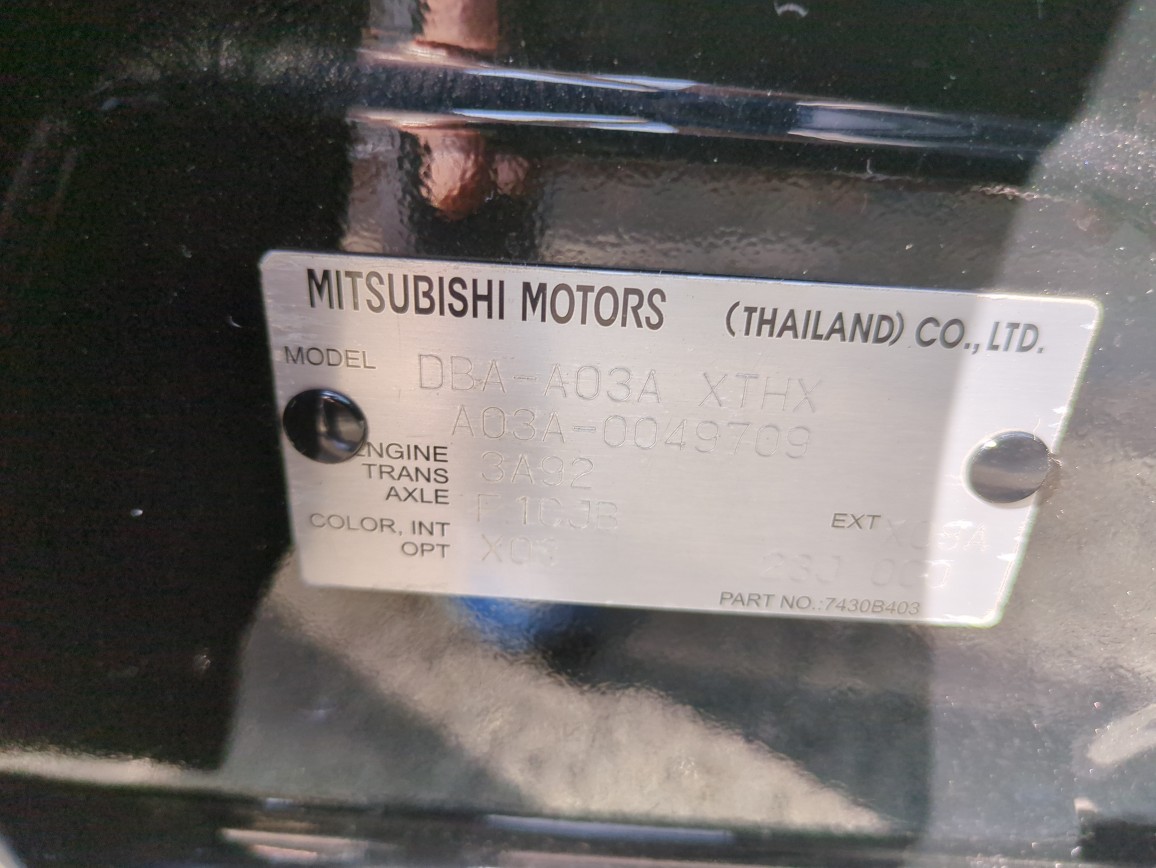 MITSUBISHI MOTORS (THAILAND) CO., LTD.
MODEL DBA-A03A XTHX
A03A-0049709
ENGINE 3A92
TRANS
AXLE F1CJB
COLOR, INT EXT
OPT
PART NO.:7430B403